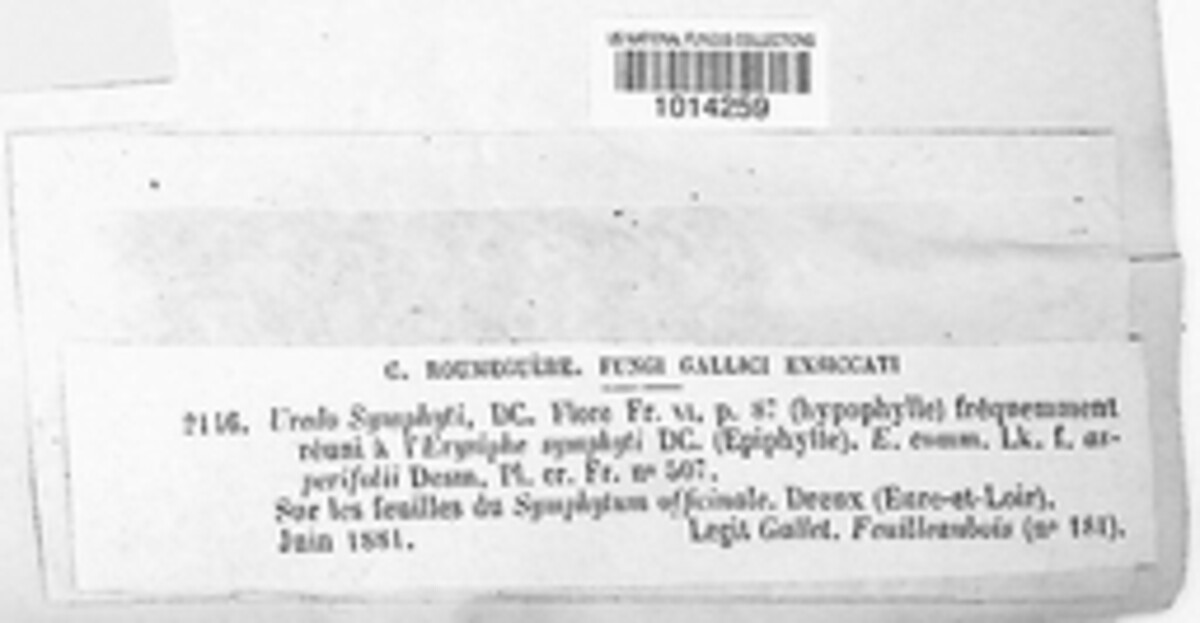 US NATIONAL FUNGUS COLLECTIONS
1014259
C. ROUMEGUÈRE. FUNGI GALLICI EXSICCATI
2146. Uredo Symphyti, DC. Flore Fr. VI. p. 87 (hypophylle) fréquemment
réuni à l'Erysiphe symphyti DC. (Epiphylle). E. comm. Lk. f. as-
perifolii Desm. Pl. cr. Fr. no 507.
Sur les feuilles du Symphytum officinale. Dreux (Eure-et-Loir).
Juin 1881. Legit Gallet. Feuilleaubois (no 181).